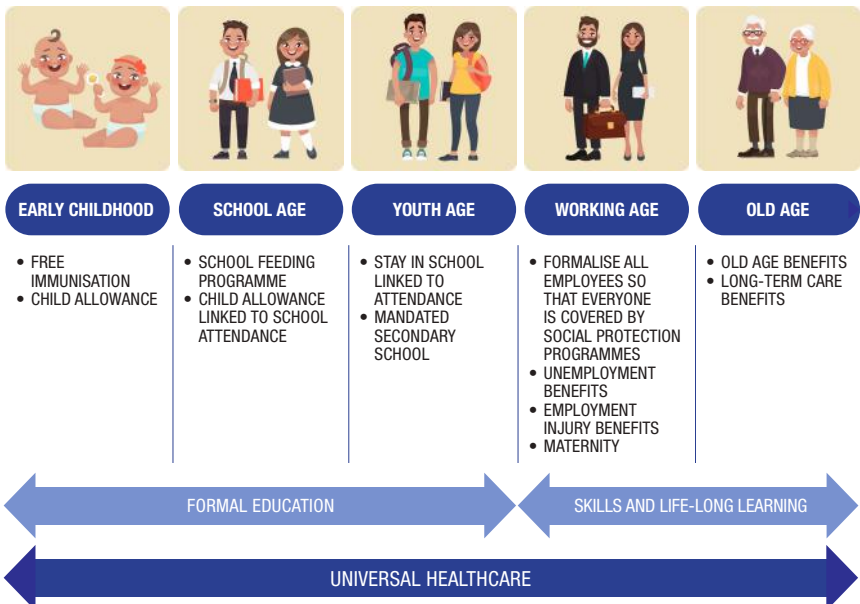 EARLY CHILDHOOD
• FREE
IMMUNISATION
• CHILD ALLOWANCE
SCHOOL AGE
• SCHOOL FEEDING
PROGRAMME
• CHILD ALLOWANCE
LINKED TO SCHOOL
ATTENDANCE
YOUTH AGE
• STAY IN SCHOOL
LINKED TO
ATTENDANCE
• MANDATED
SECONDARY
SCHOOL
WORKING AGE
• FORMALISE ALL
EMPLOYEES SO
THAT EVERYONE
IS COVERED BY
SOCIAL PROTECTION
PROGRAMMES
• UNEMPLOYMENT
BENEFITS
• EMPLOYMENT
INJURY BENEFITS
• MATERNITY
OLD AGE
• OLD AGE BENEFITS
• LONG-TERM CARE
BENEFITS
FORMAL EDUCATION
SKILLS AND LIFE-LONG LEARNING
UNIVERSAL HEALTHCARE